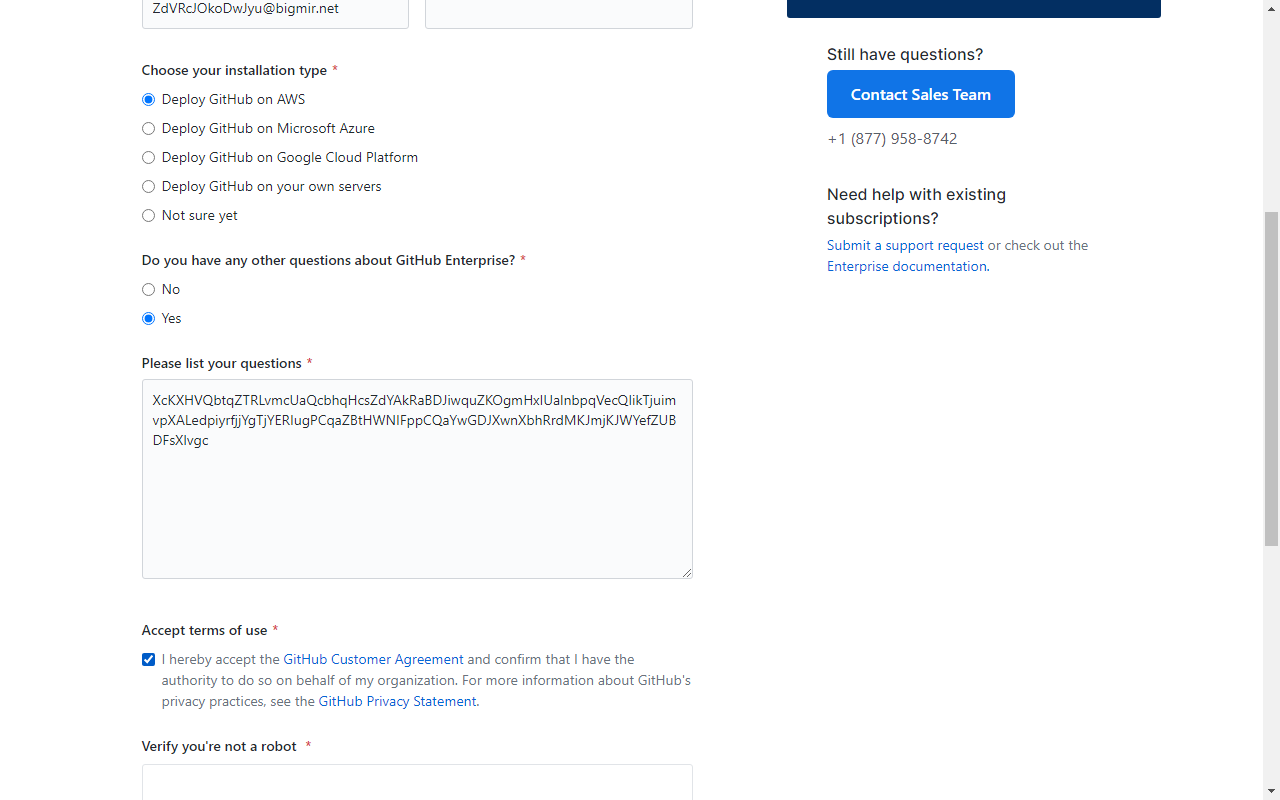 ZdVRcJOkoDwJyu@bigmir.net
Choose your installation type *
Deploy GitHub on AWS
Deploy GitHub on Microsoft Azure
Deploy GitHub on Google Cloud Platform
Deploy GitHub on your own servers
Not sure yet
Do you have any other questions about GitHub Enterprise? *
No
Yes
Please list your questions *
XcKXHVQbtqZTRLvmcUaQcbhqHcsZdYAkRaBDJiwquZKOgmHxlUaInbpqVecQlikTjuim
vpXALedpiyrfjjYgTjYERlugPCqaZBtHWNIFppCQaYwGDJXwnXbhRrdMKJmjKJWYefZUB
DFsXlvgc
Accept terms of use *
I hereby accept the GitHub Customer Agreement and confirm that I have the
authority to do so on behalf of my organization. For more information about GitHub's
privacy practices, see the GitHub Privacy Statement.
Verify you're not a robot *
Still have questions?
Contact Sales Team
+1 (877) 958-8742
Need help with existing
subscriptions?
Submit a support request or check out the
Enterprise documentation.